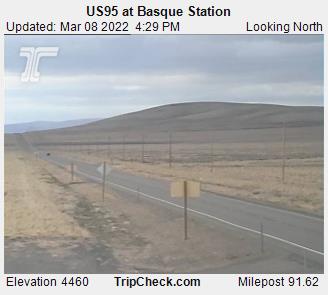 US95 at Basque Station
Updated: Mar 08 2022 4:29 PM Looking North
Elevation 4460 TripCheck.com Milepost 91.62